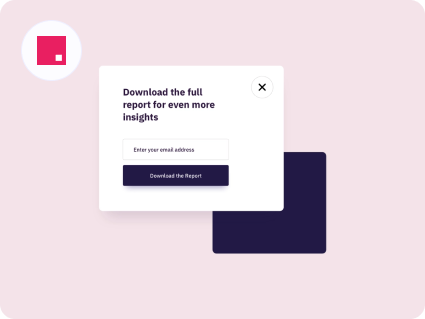 Download the full
report for even more
insights
Enter your email address
Download the Report